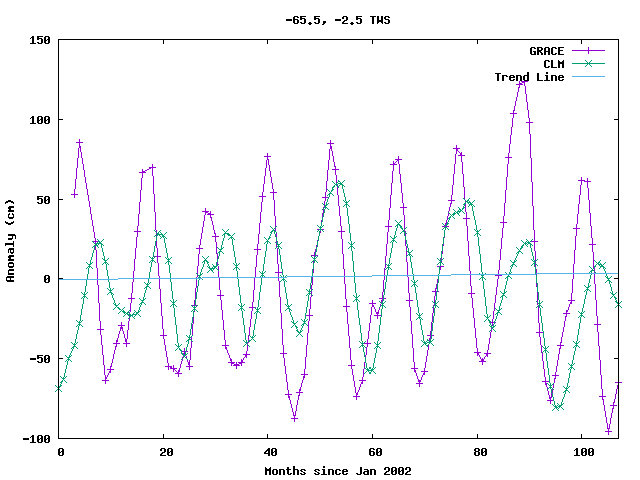 -65.5, -2.5 TWS
GRACE
CLM
Trend Line
150
100
50
0
-50
-100
Anomaly (cm)
0 20 40 60 80 100
Months since Jan 2002